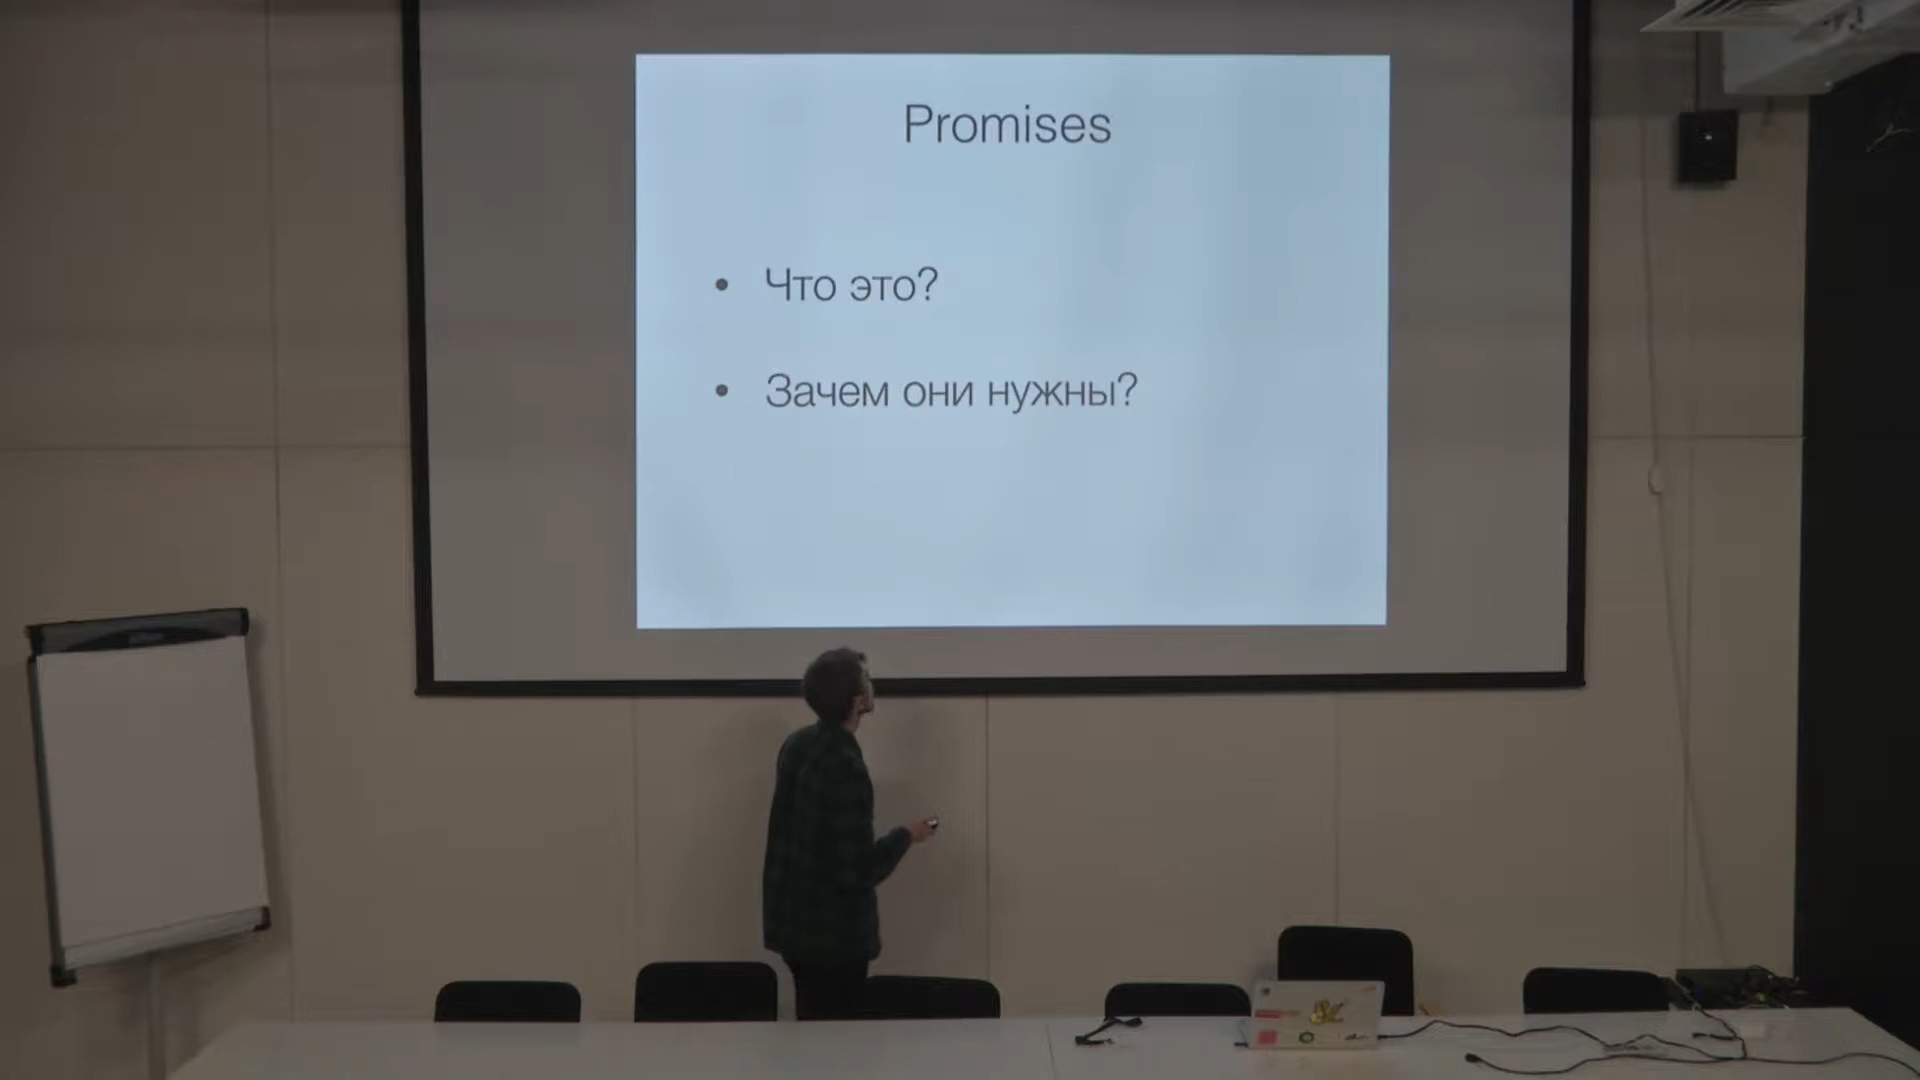 Promises
• Что это?
• Зачем они нужны?